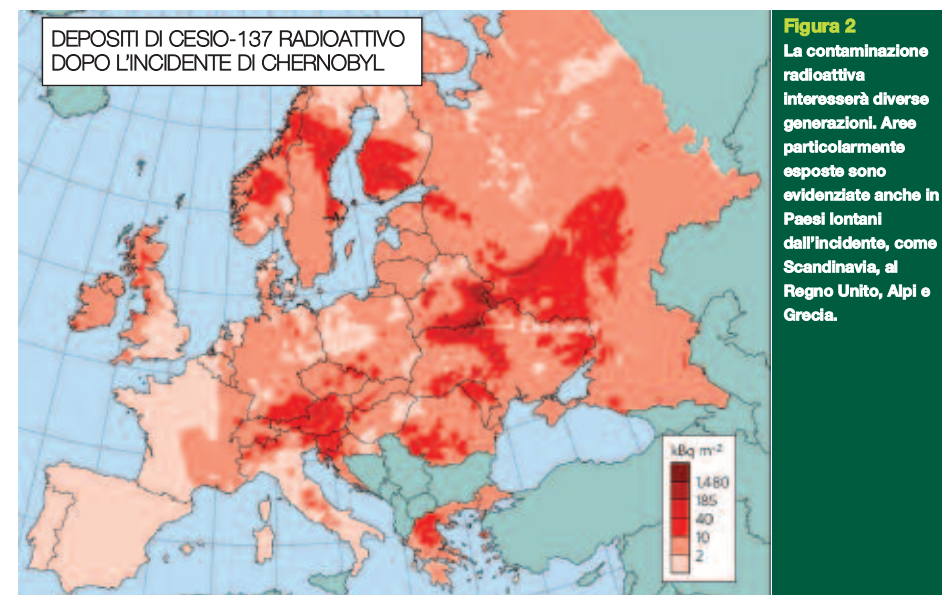 DEPOSITI DI CESIO-137 RADIOATTIVO
DOPO L'INCIDENTE DI CHERNOBYL
Figura 2
La contaminazione
radioattiva
interesserà diverse
generazioni. Aree
particolarmente
esposte sono
evidenziate anche in
Paesi lontani
dall'incidente, come
Scandinavia, al
Regno Unito, Alpi e
Grecia.
kBq m⁻²
1,480
185
40
10
2